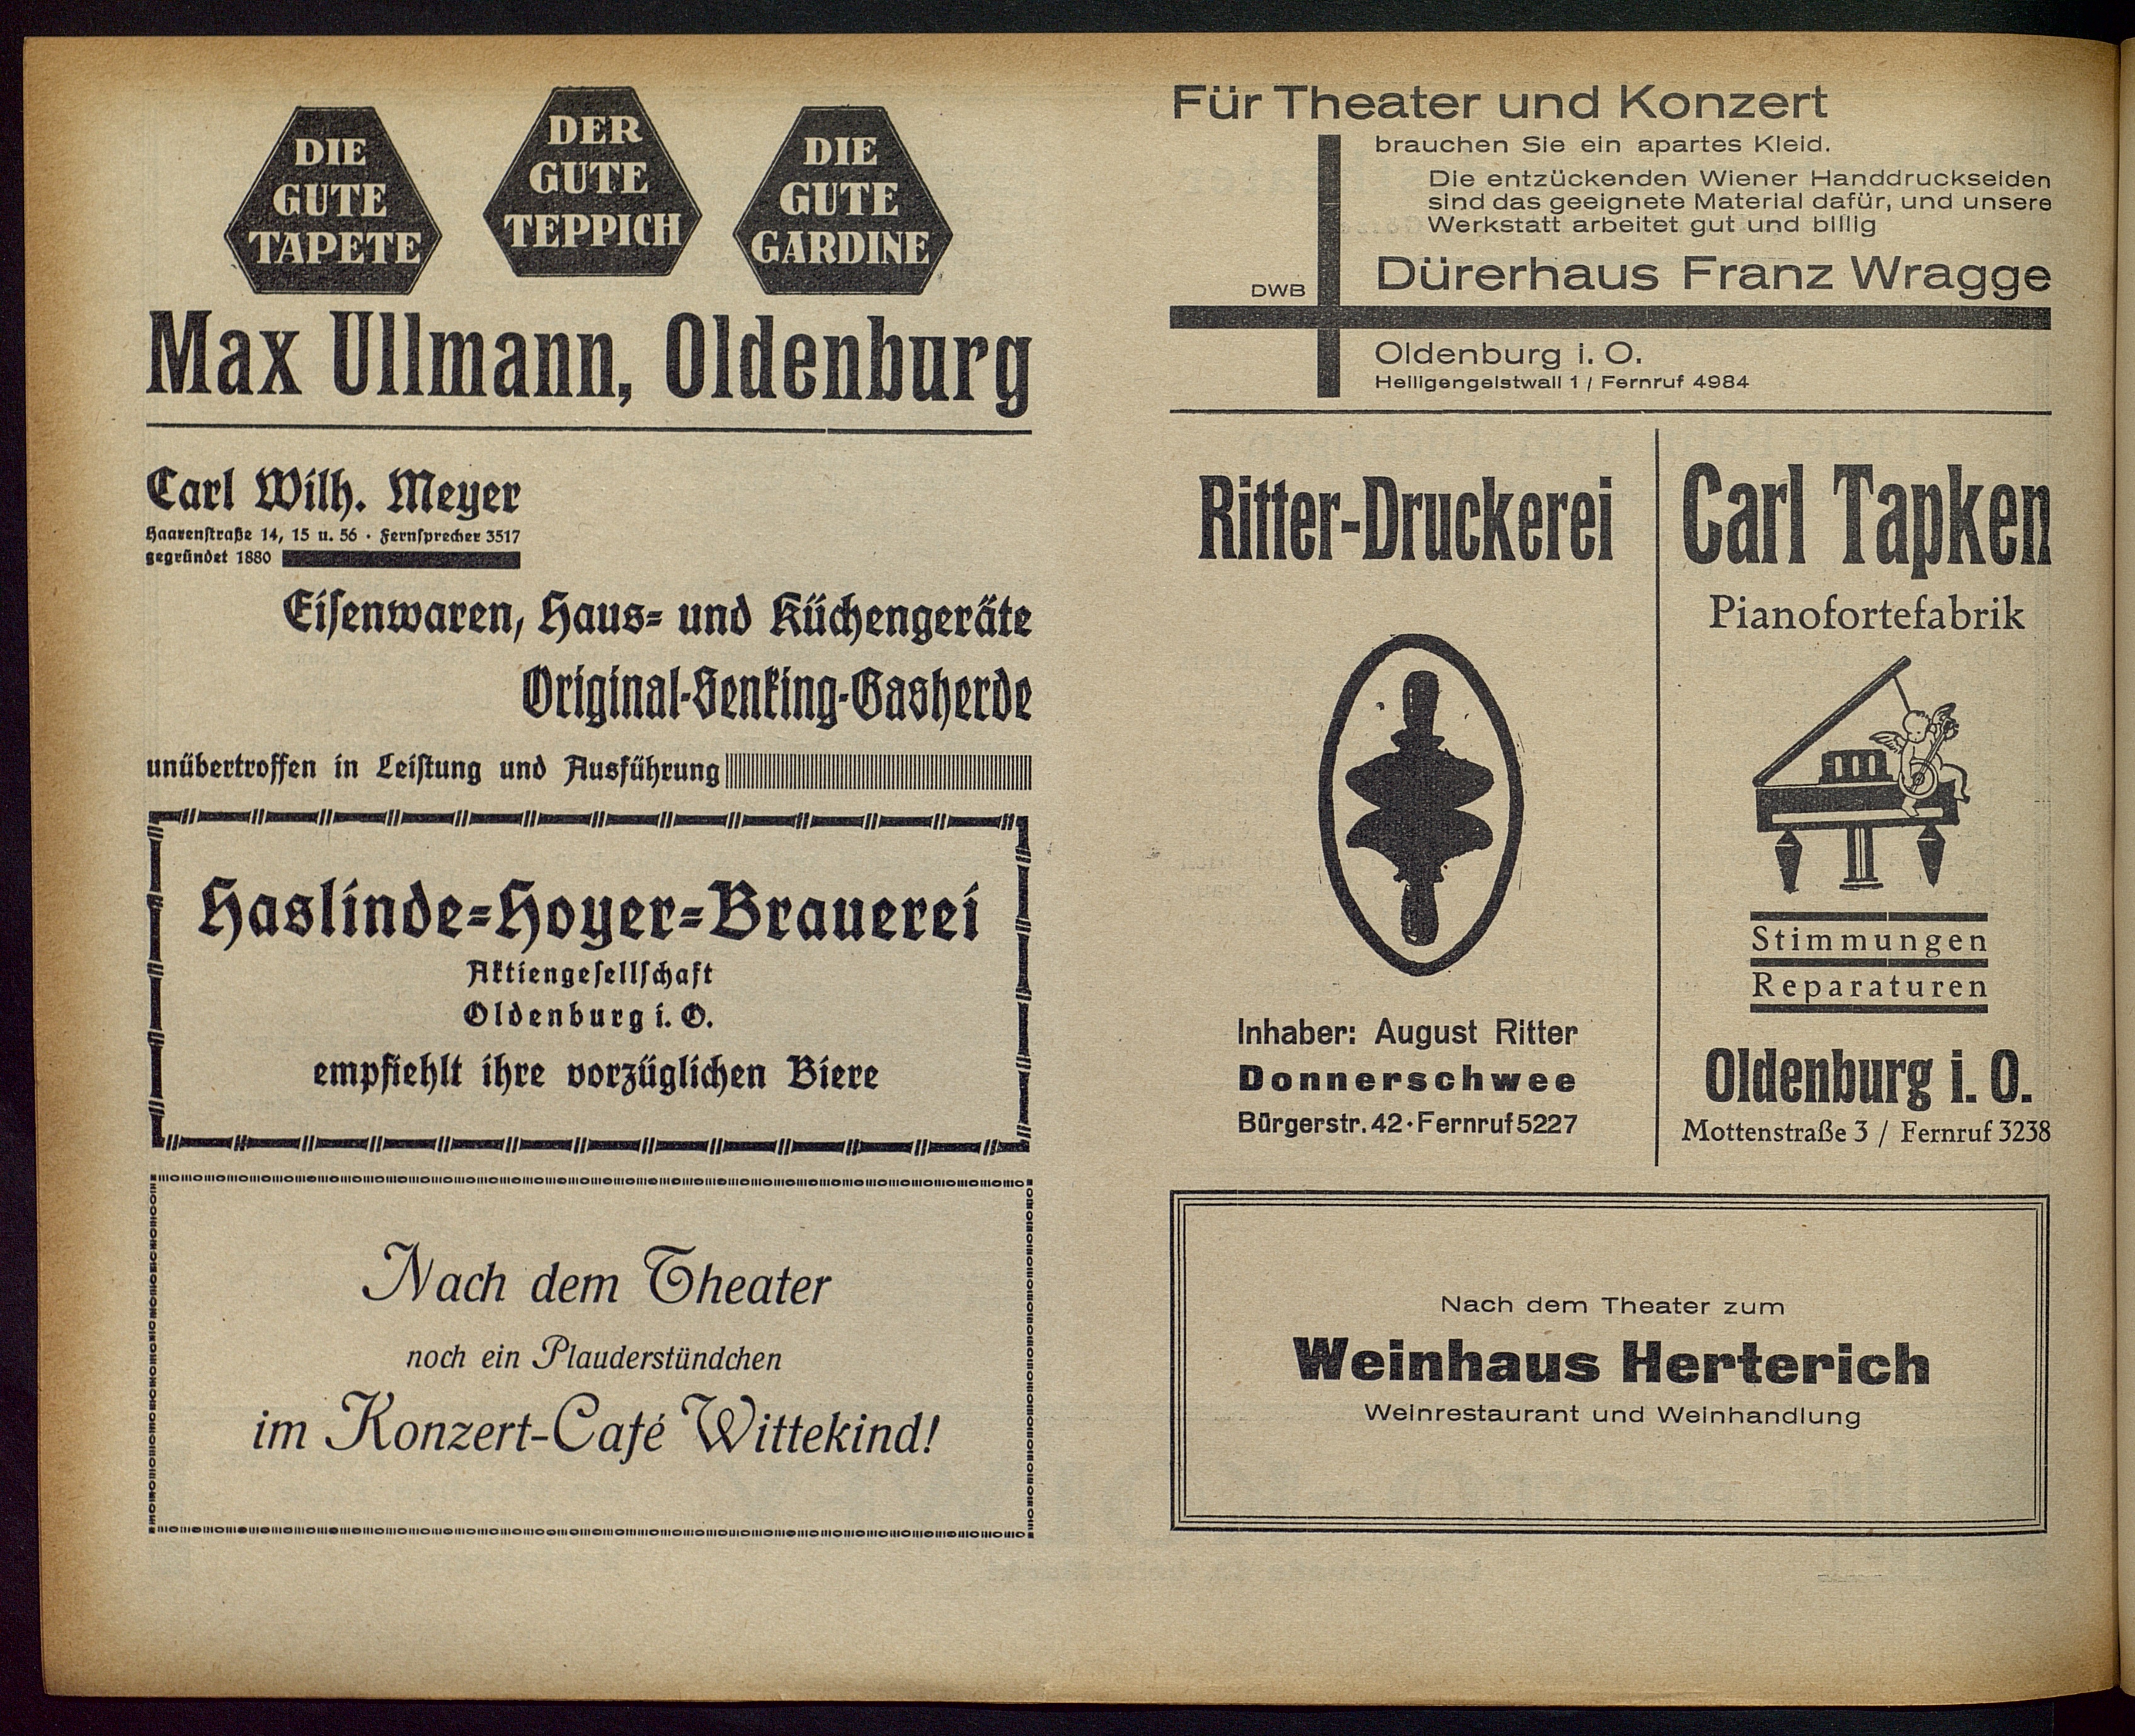 DIE
GUTE
TAPETE
DER
GUTE
TEPPICH
DIE
GUTE
GARDINE
Max Ullmann, Oldenburg
Carl Wilh. Meyer
Haarenſtraße 14, 15 u. 56 · Fernſprecher 3517
gegründet 1880
Eiſenwaren, Haus- und Küchengeräte
Original-Senking-Gasherde
unübertroffen in Leiſtung und Ausführung
Haslinde-Hoyer-Brauerei
Aktiengeſellſchaft
Oldenburg i. O.
empfiehlt ihre vorzüglichen Biere
Nach dem Theater
noch ein Plauderstündchen
im Konzert-Café Wittekind!
Für Theater und Konzert
brauchen Sie ein apartes Kleid.
Die entzückenden Wiener Handdruckseiden
sind das geeignete Material dafür, und unsere
Werkstatt arbeitet gut und billig
DWB
Dürerhaus Franz Wragge
Oldenburg i. O.
Heiligengeistwall 1 / Fernruf 4984
Ritter-Druckerei
Inhaber: August Ritter
Donnerschwee
Bürgerstr. 42 · Fernruf 5227
Carl Tapken
Pianofortefabrik
Stimmungen
Reparaturen
Oldenburg i. O.
Mottenstraße 3 / Fernruf 3238
Nach dem Theater zum
Weinhaus Herterich
Weinrestaurant und Weinhandlung